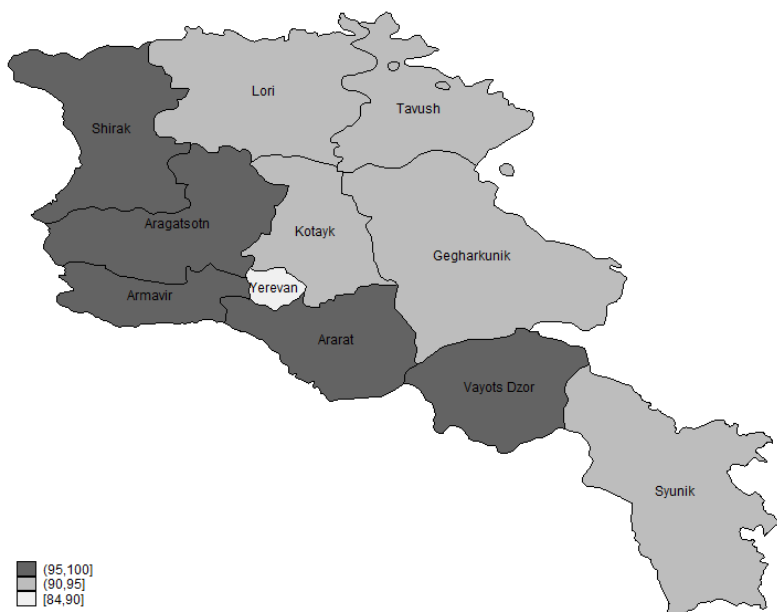 Lori
Tavush
Shirak
Aragatsotn
Kotayk
Gegharkunik
Yerevan
Armavir
Ararat
Vayots Dzor
Syunik
(95,100]
(90,95]
[84,90]